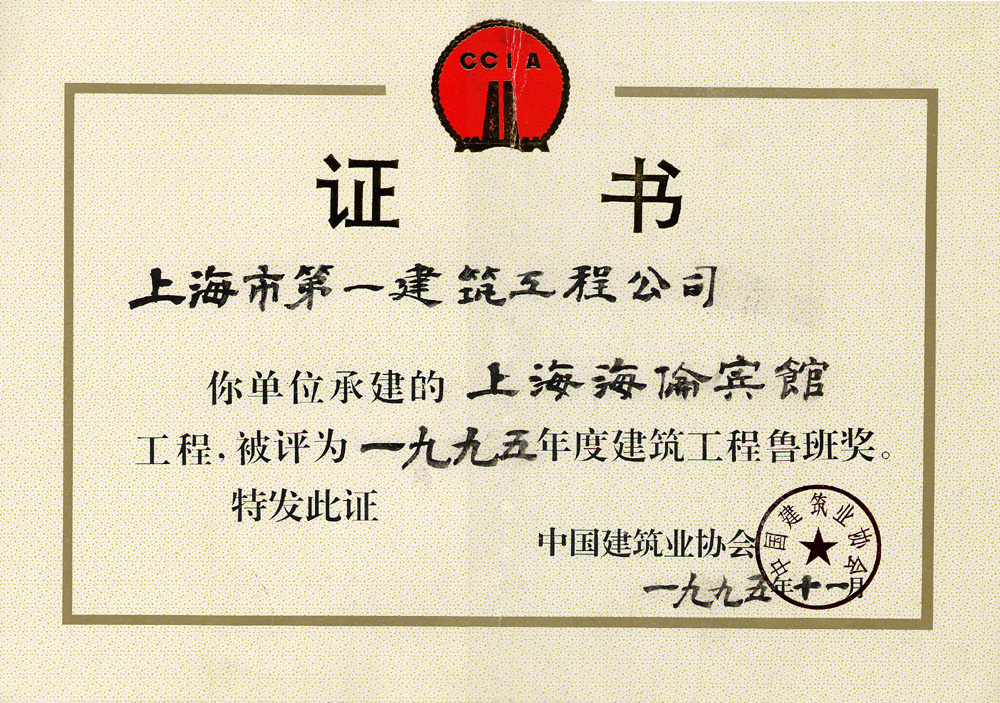 CCIA
证 书
上海市第一建筑工程公司
你单位承建的 上海海倫宾館
工程，被评为一九九五年度建筑工程鲁班奖。
特发此证
中国建筑业协会
中国建筑业协会
一九九五年十一月